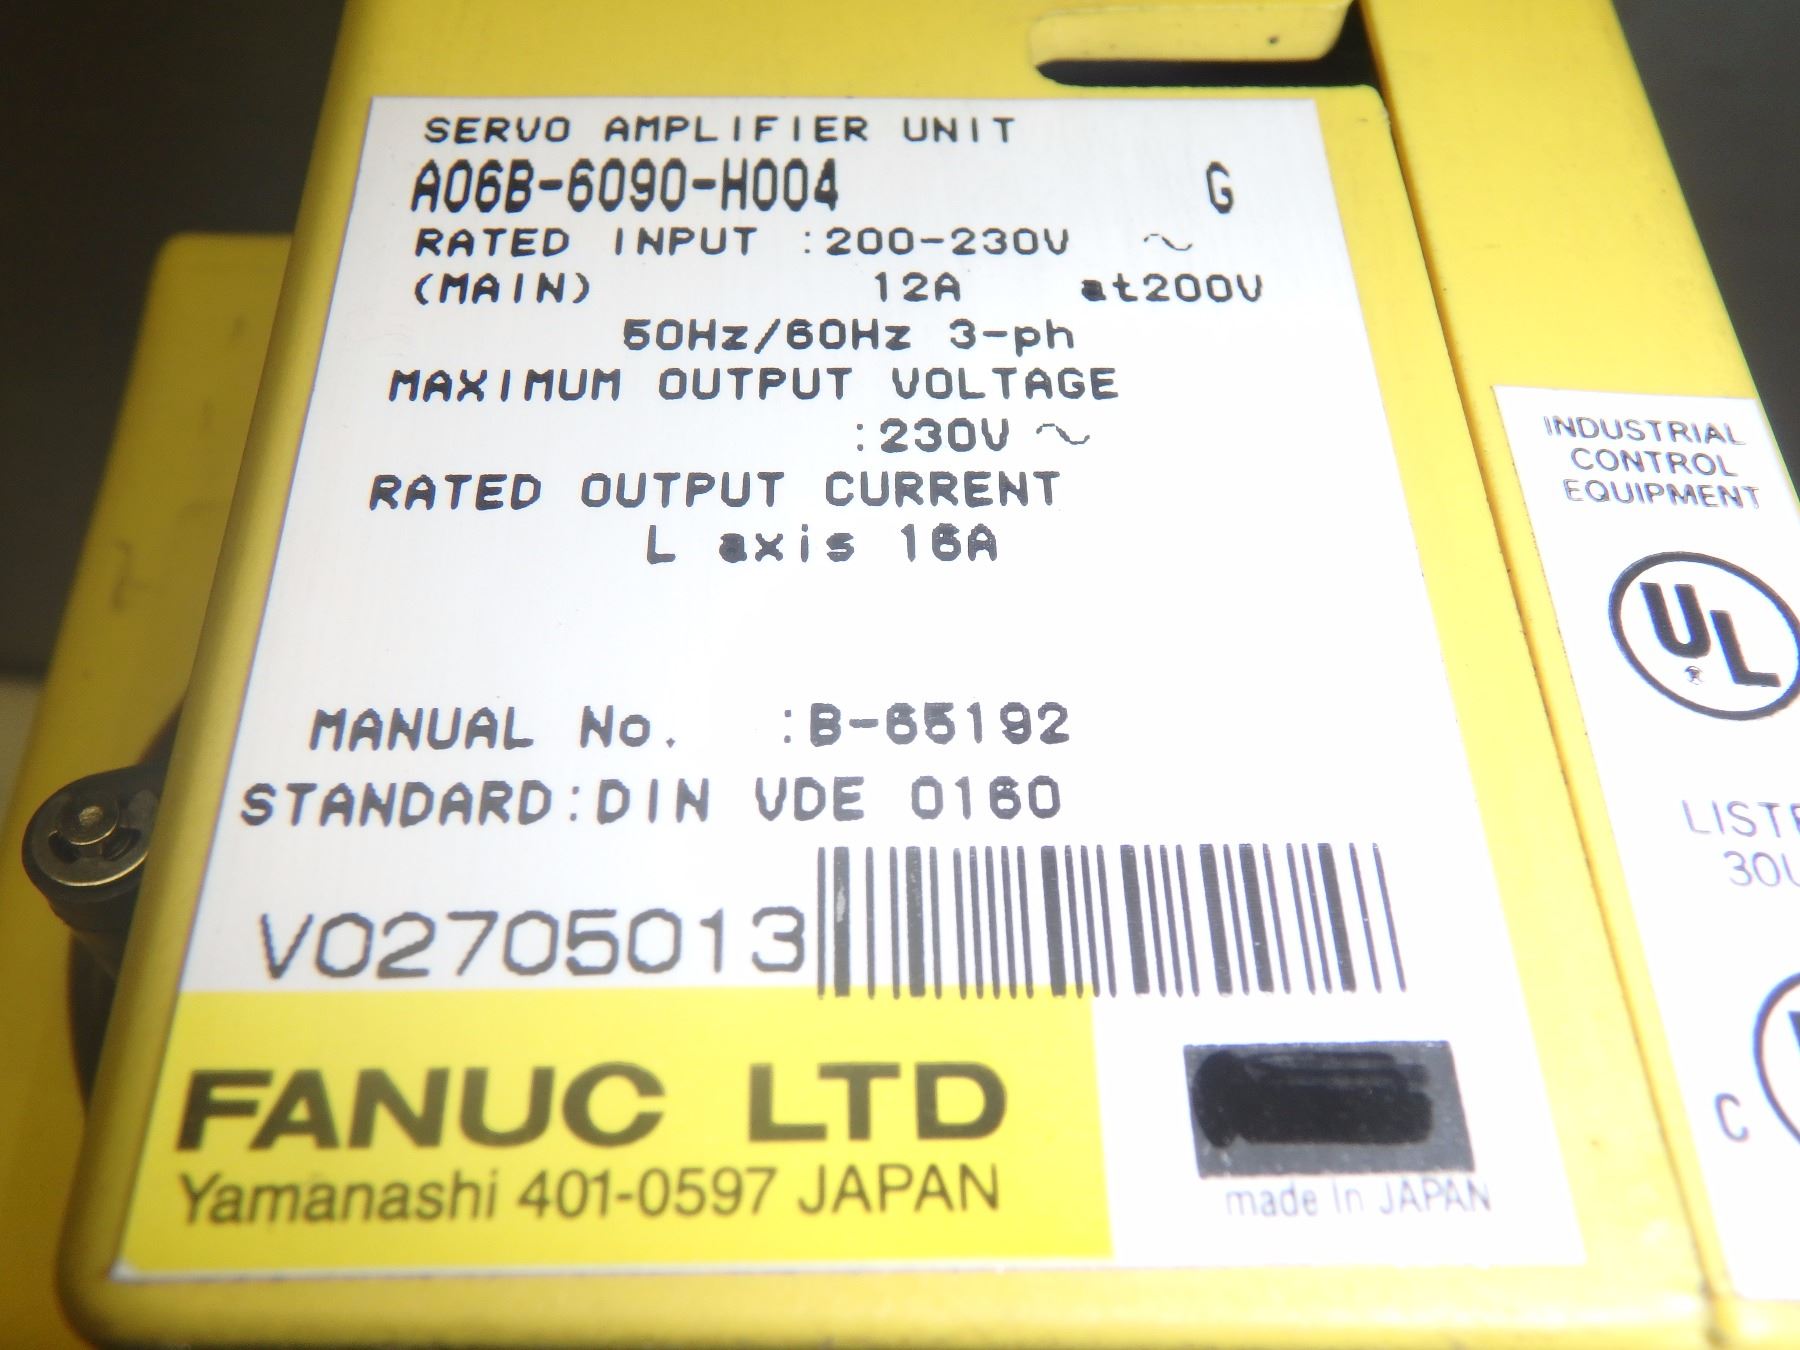 SERVO AMPLIFIER UNIT
A06B-6090-H004 G
RATED INPUT :200-230V ~
(MAIN) 12A at200V
50Hz/60Hz 3-ph
MAXIMUM OUTPUT VOLTAGE
:230V ~
RATED OUTPUT CURRENT
L axis 16A
MANUAL No. :B-65192
STANDARD:DIN VDE 0160
V02705013
FANUC LTD
Yamanashi 401-0597 JAPAN
made in JAPAN
INDUSTRIAL
CONTROL
EQUIPMENT
UL
®
C